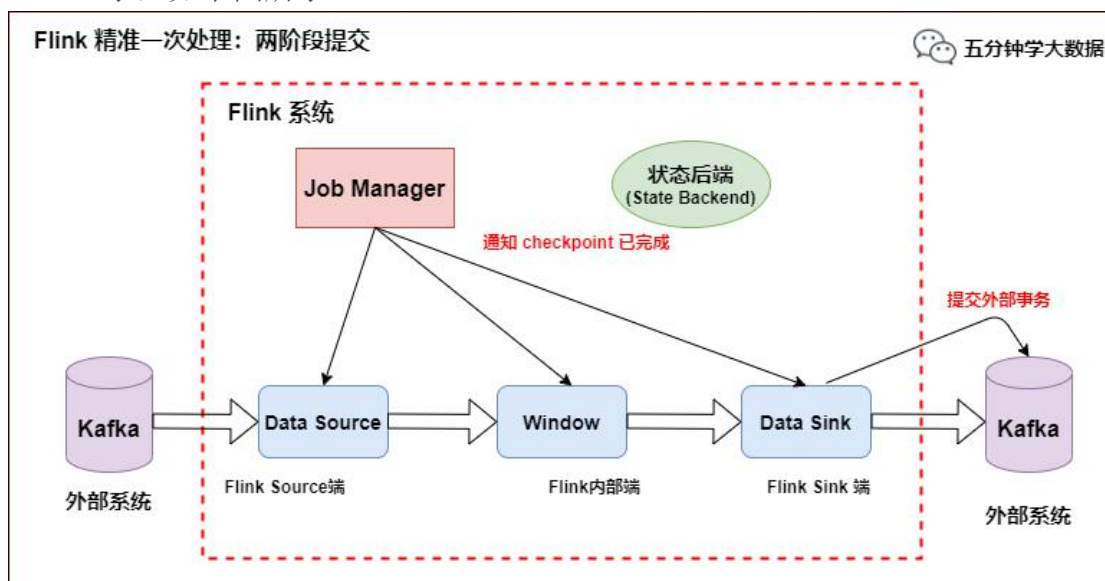 Flink 精准一次处理：两阶段提交
五分钟学大数据
Flink 系统
Job Manager
状态后端
(State Backend)
通知 checkpoint 已完成
提交外部事务
Kafka
Data Source
Window
Data Sink
Kafka
Flink Source端
Flink内部端
Flink Sink 端
外部系统
外部系统